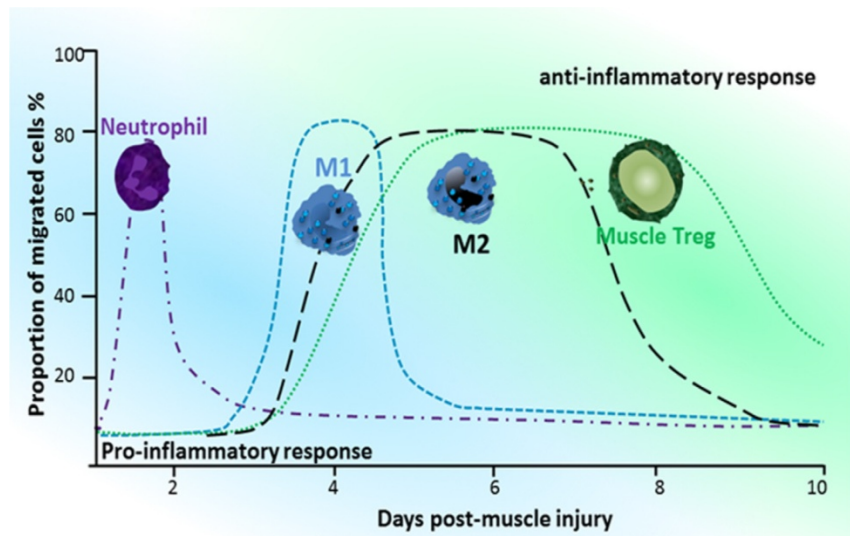 anti-inflammatory response
Neutrophil
M1
M2
Muscle Treg
Pro-inflammatory response
Proportion of migrated cells %
100
80
60
40
20
2
4
6
8
10
Days post-muscle injury